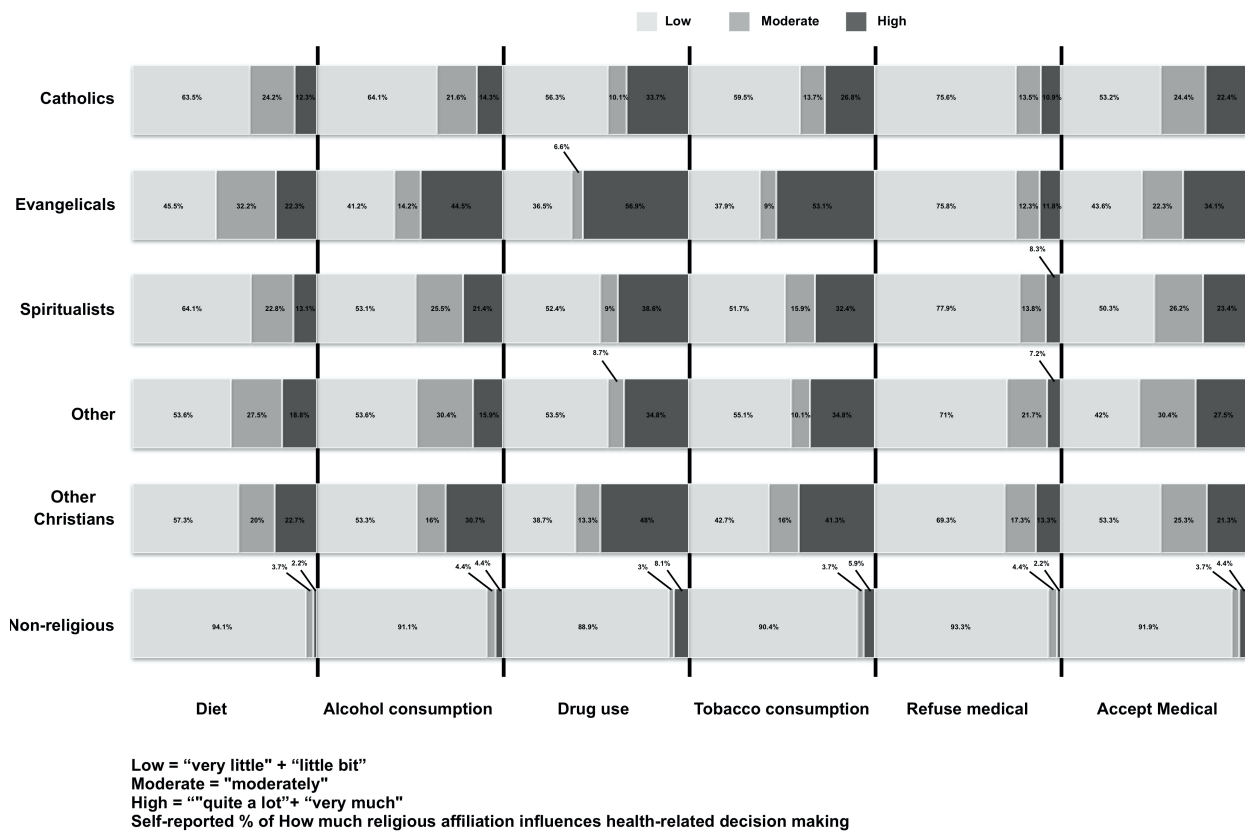 Low Moderate High
Catholics 63.5% 24.2% 12.3% 64.1% 21.6% 14.3% 56.3% 10.1% 33.7% 59.5% 13.7% 26.8% 75.6% 13.5% 10.9% 53.2% 24.4% 22.4%
6.6%
Evangelicals 45.5% 32.2% 22.3% 41.2% 14.2% 44.5% 36.5% 56.9% 37.9% 9% 53.1% 75.8% 12.3% 11.8% 43.6% 22.3% 34.1%
8.3%
Spiritualists 64.1% 22.8% 13.1% 53.1% 25.5% 21.4% 52.4% 9% 38.6% 51.7% 15.9% 32.4% 77.9% 13.8% 50.3% 26.2% 23.4%
8.7% 7.2%
Other 53.6% 27.5% 18.8% 53.6% 30.4% 15.9% 53.5% 34.8% 55.1% 10.1% 34.8% 71% 21.7% 42% 30.4% 27.5%
Other
Christians 57.3% 20% 22.7% 53.3% 16% 30.7% 38.7% 13.3% 48% 42.7% 16% 41.3% 69.3% 17.3% 13.3% 53.3% 25.3% 21.3%
3.7% 2.2% 4.4% 4.4% 3% 8.1% 3.7% 5.9% 4.4% 2.2% 3.7% 4.4%
Non-religious 94.1% 91.1% 88.9% 90.4% 93.3% 91.9%
Diet Alcohol consumption Drug use Tobacco consumption Refuse medical Accept Medical
Low = “very little" + “little bit”
Moderate = "moderately"
High = “"quite a lot”+ “very much"
Self-reported % of How much religious affiliation influences health-related decision making